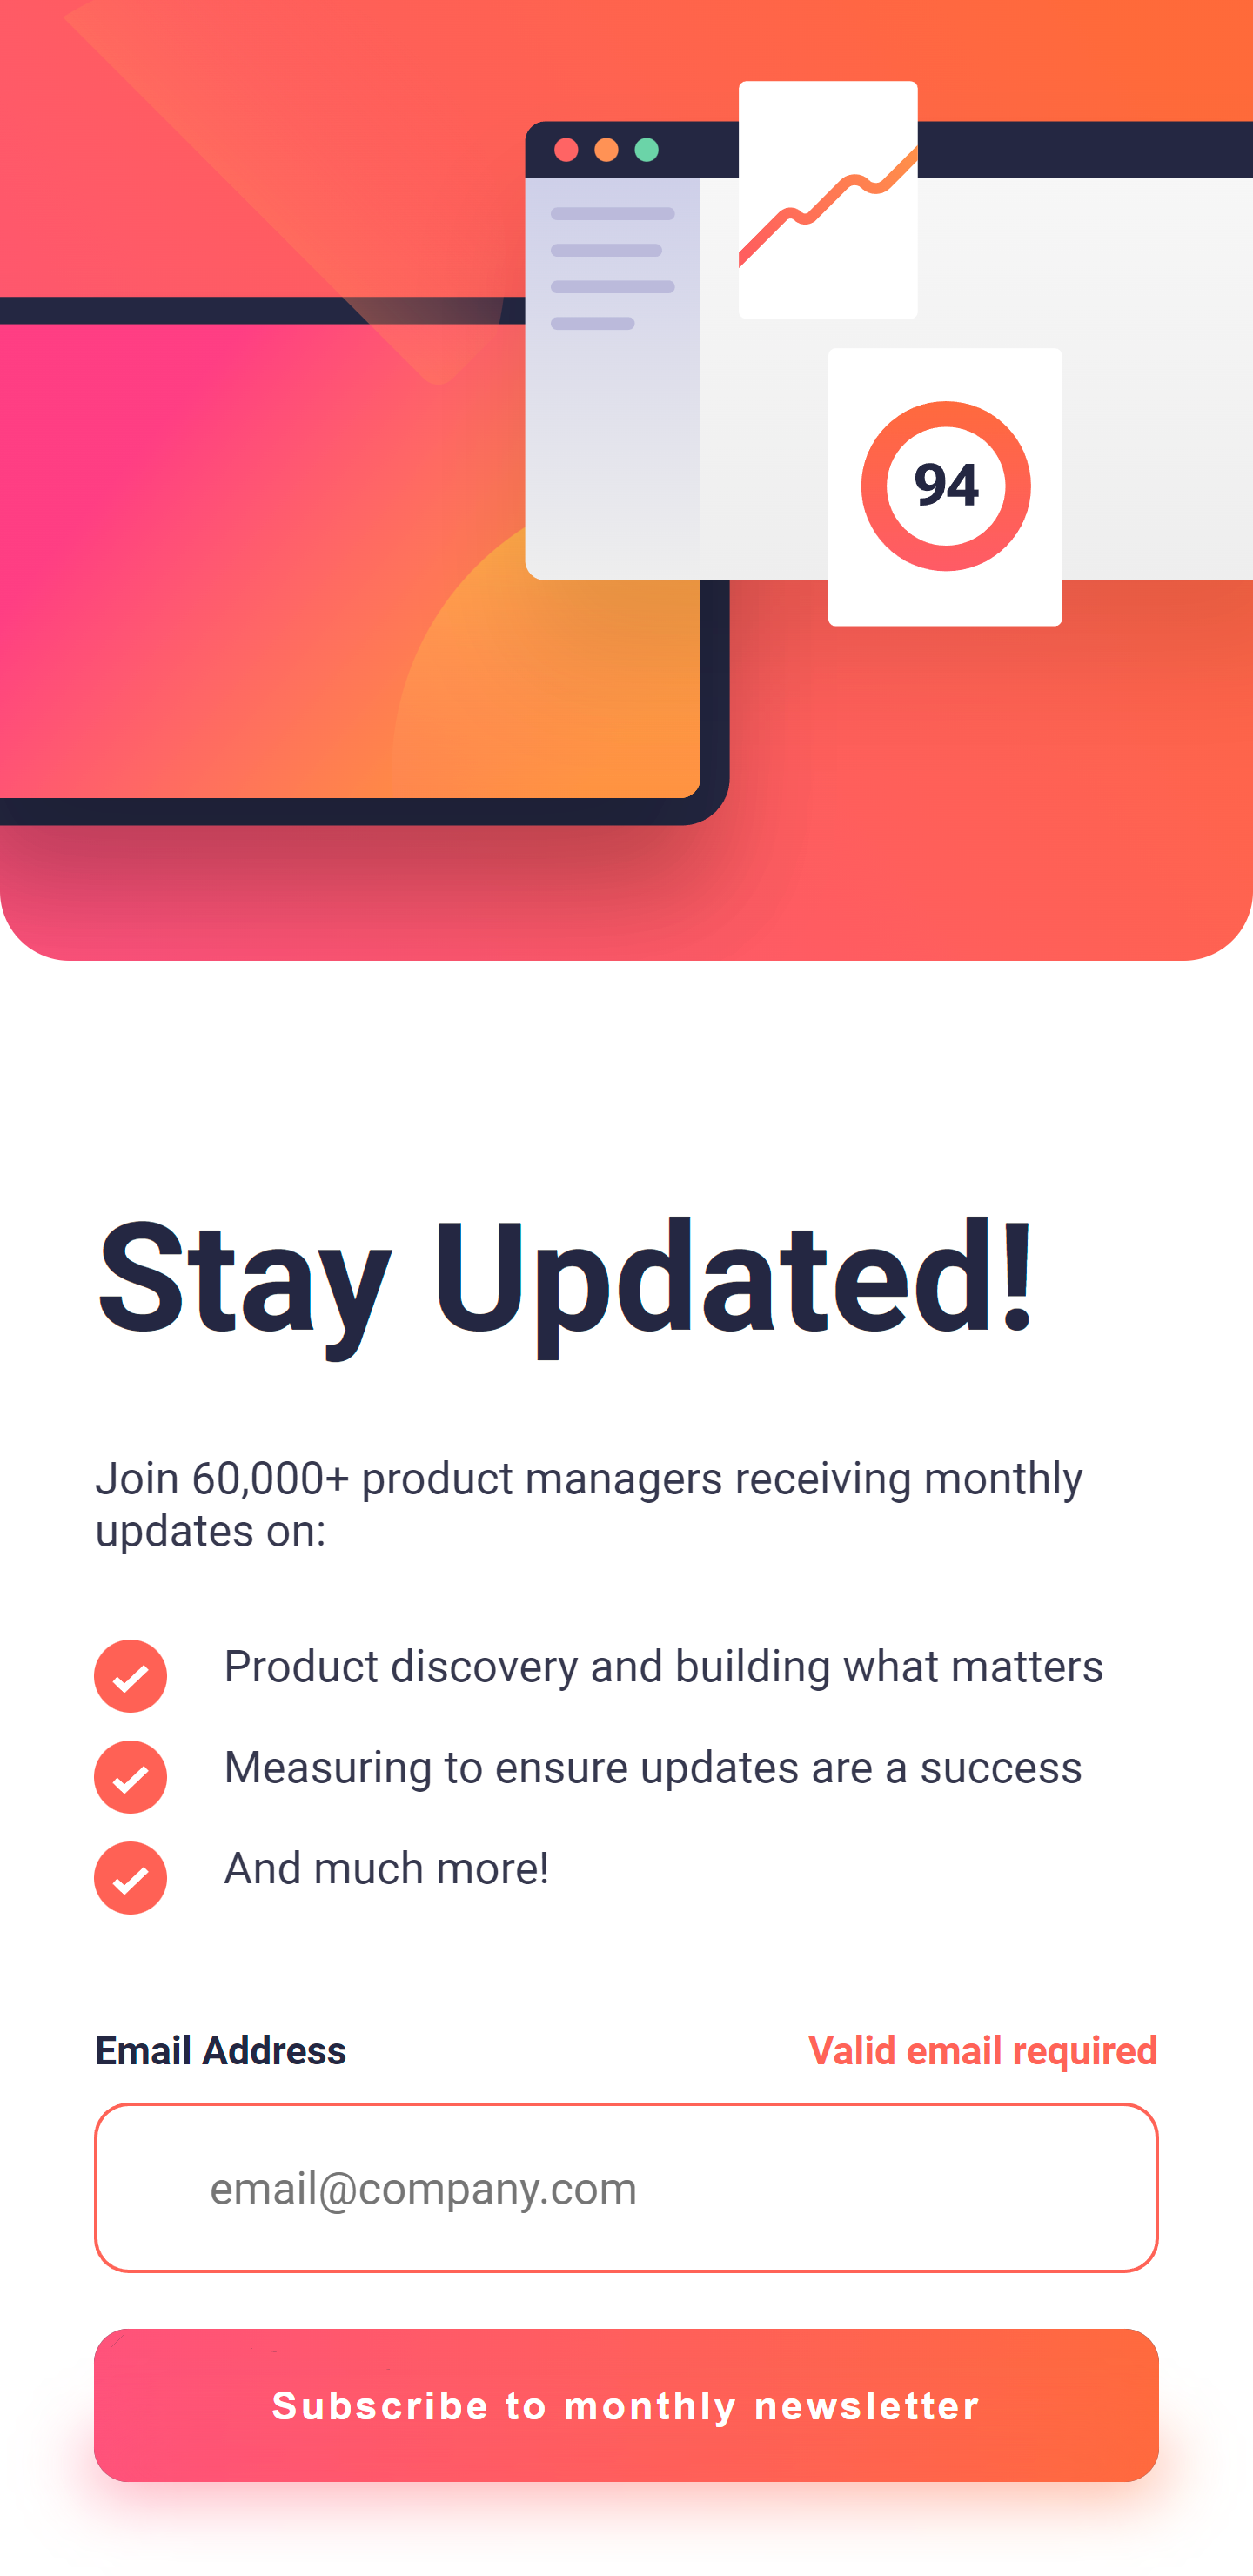 94
Stay Updated!
Join 60,000+ product managers receiving monthly
updates on:
Product discovery and building what matters
Measuring to ensure updates are a success
And much more!
Email Address
Valid email required
email@company.com
Subscribe to monthly newsletter